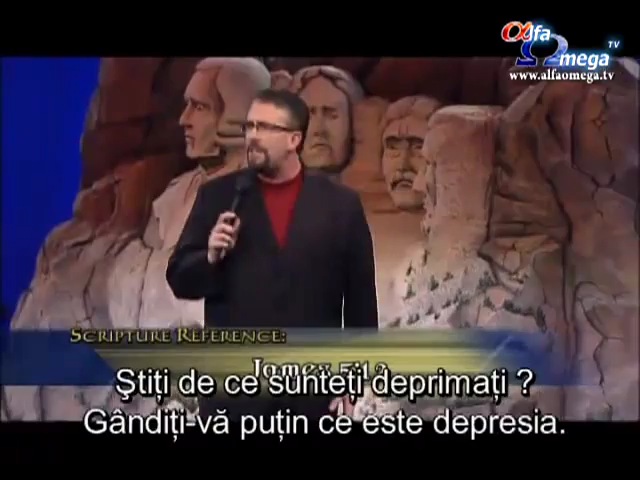 alfa
Omega TV
www.alfaomega.tv
SCRIPTURE REFERENCE:
Ştiţi de ce sunteţi deprimaţi ?
Gândiţi-vă puţin ce este depresia.